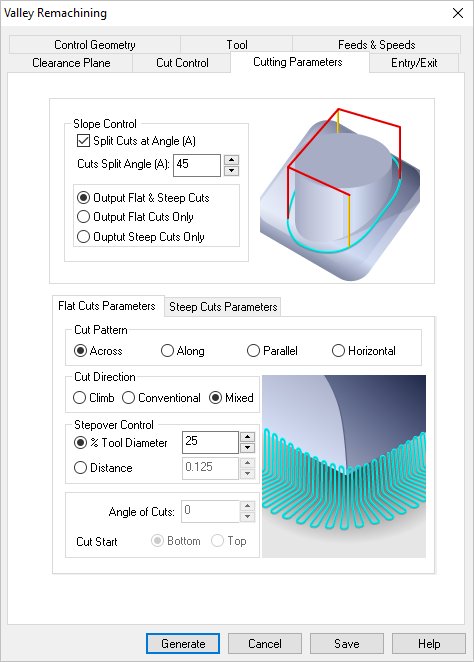 Valley Remachining
Control Geometry Tool Feeds & Speeds
Clearance Plane Cut Control Cutting Parameters Entry/Exit
Slope Control
Split Cuts at Angle (A)
Cuts Split Angle (A): 45
Output Flat & Steep Cuts
Output Flat Cuts Only
Ouptut Steep Cuts Only
Flat Cuts Parameters Steep Cuts Parameters
Cut Pattern
Across Along Parallel Horizontal
Cut Direction
Climb Conventional Mixed
Stepover Control
% Tool Diameter 25
Distance 0.125
Angle of Cuts: 0
Cut Start Bottom Top
Generate Cancel Save Help